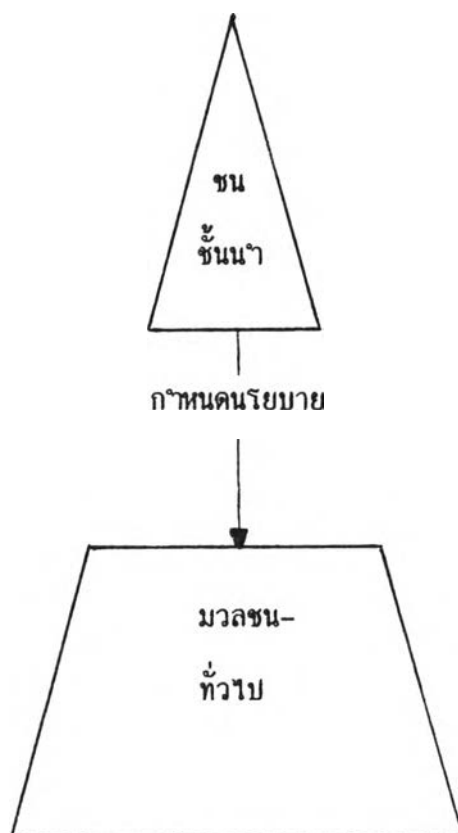 ชน
ชั้นนำ
กำหนดนโยบาย
มวลชน-
ทั่วไป